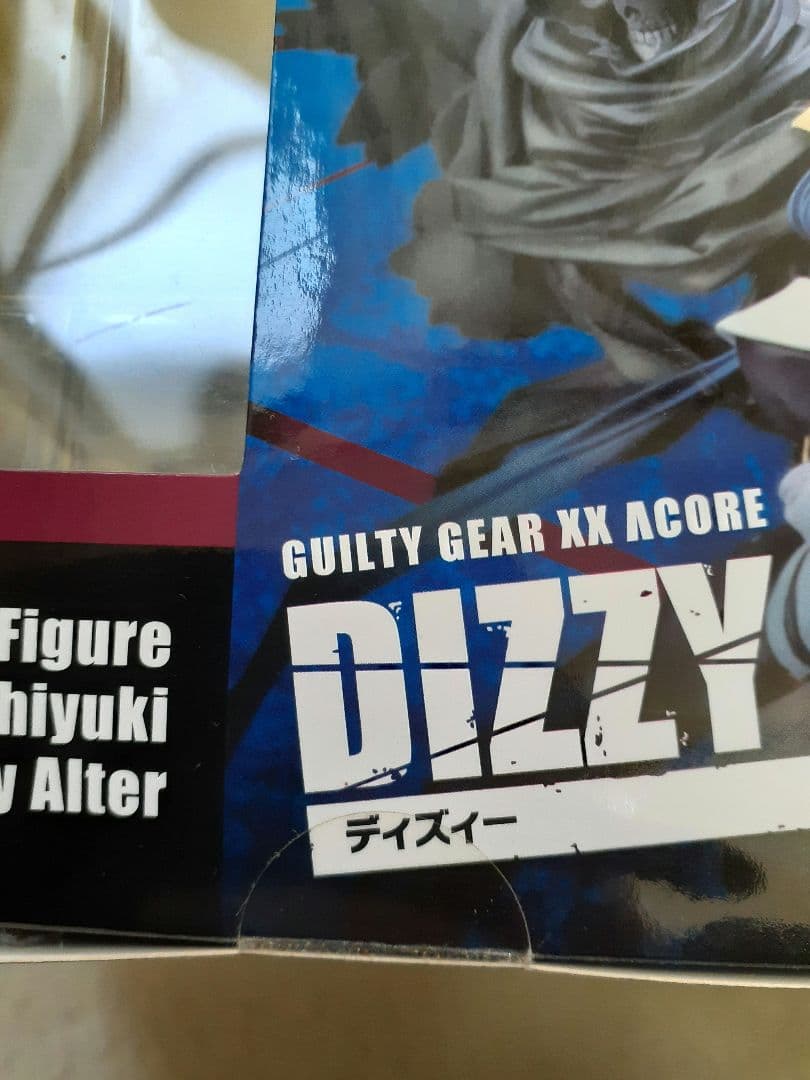 Figure
hiyuki
y Alter
GUILTY GEAR XX ΛCORE
DIZZY
ディズィー